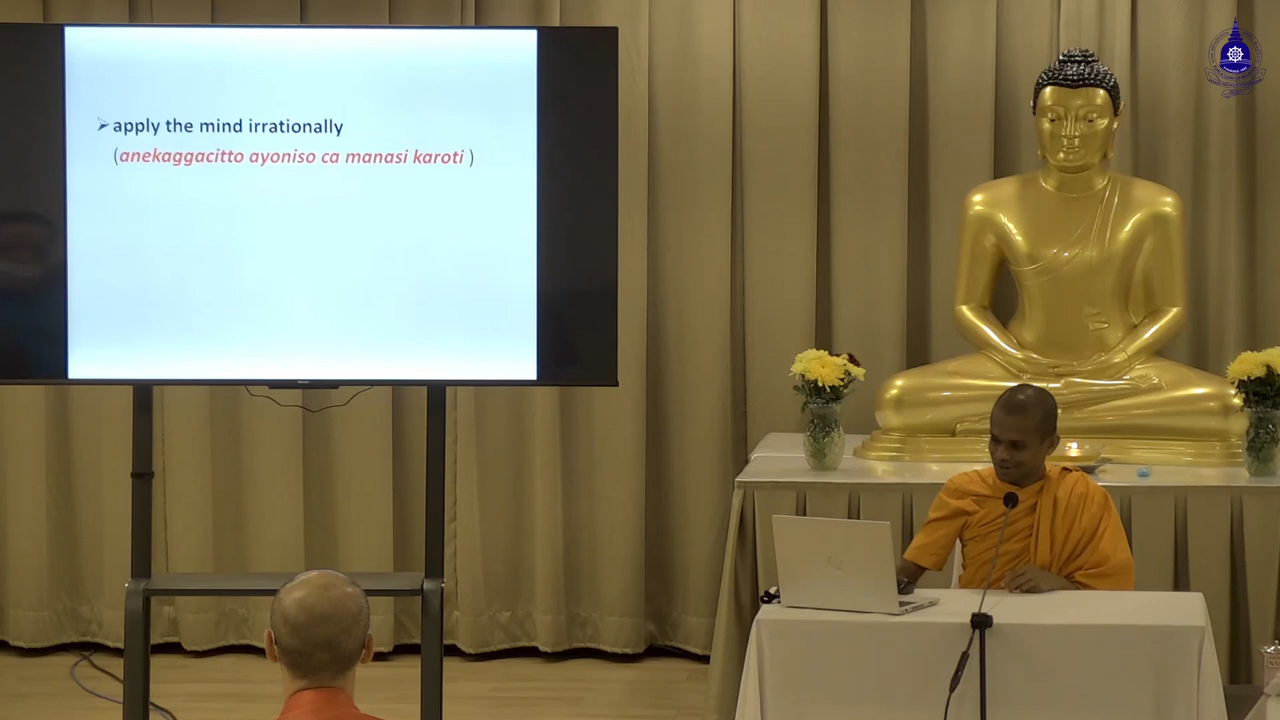 ➢ apply the mind irrationally
(anekaggacitto ayoniso ca manasi karoti )